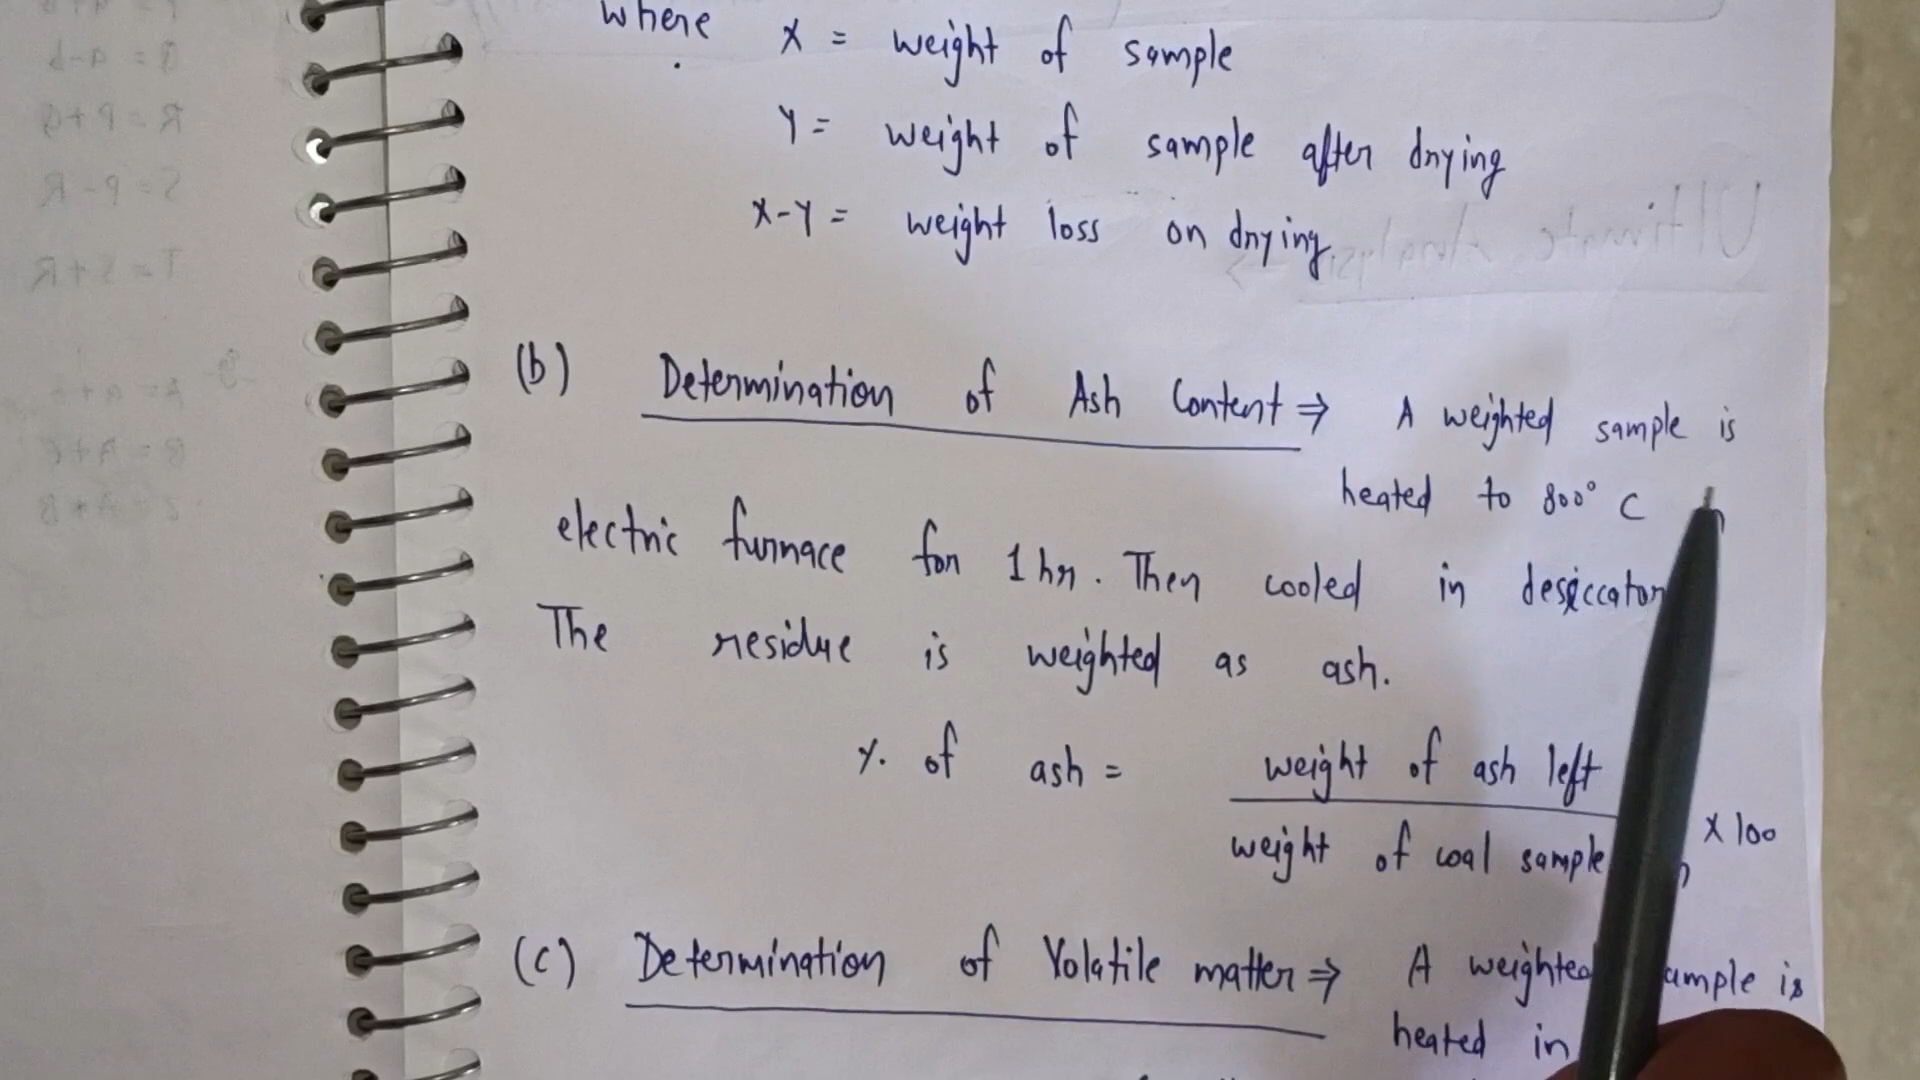 where X = weight of sample
Y = weight of sample after drying
X-Y = weight loss on drying
(b) Determination of Ash Content ⇒ A weighted sample is
heated to 800° C
electric furnace for 1 hr. Then cooled in desiccator
The residue is weighted as ash.
% of ash = weight of ash left
weight of coal sample
X 100
(c) Determination of Volatile matter ⇒ A weighted sample is
heated in